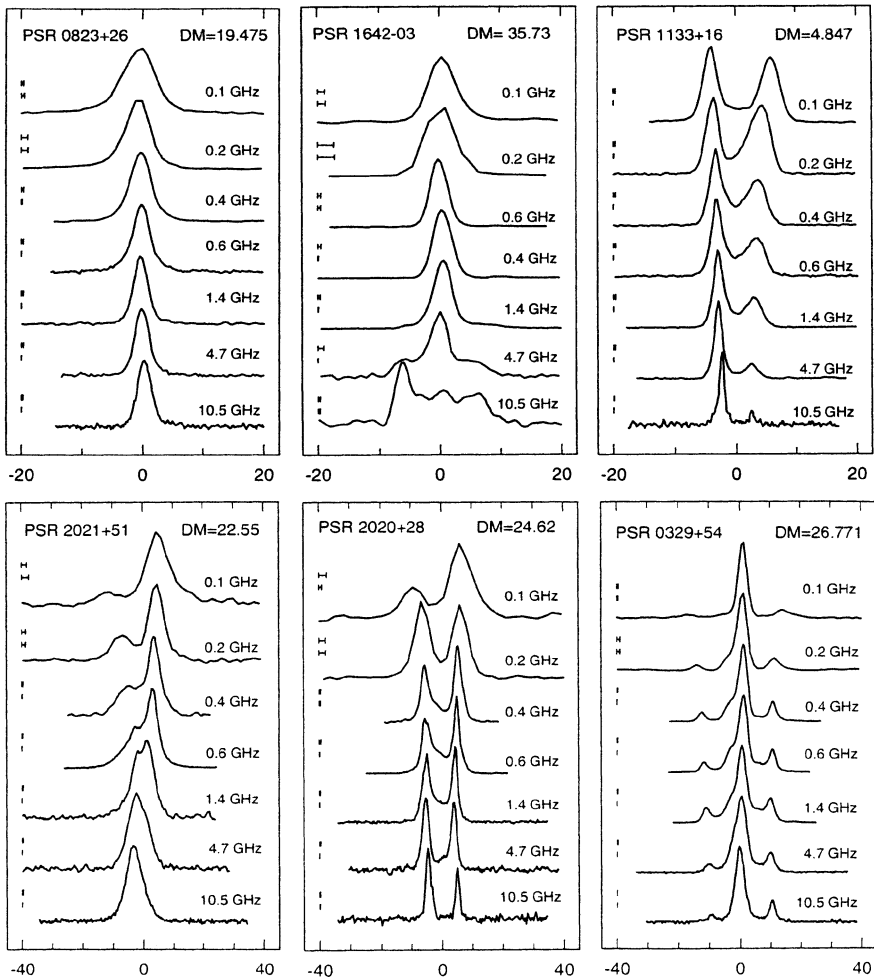 PSR 0823+26 DM=19.475
0.1 GHz
0.2 GHz
0.4 GHz
0.6 GHz
1.4 GHz
4.7 GHz
10.5 GHz
-20 0 20
PSR 1642-03 DM= 35.73
0.1 GHz
0.2 GHz
0.6 GHz
0.4 GHz
1.4 GHz
4.7 GHz
10.5 GHz
-20 0 20
PSR 1133+16 DM=4.847
0.1 GHz
0.2 GHz
0.4 GHz
0.6 GHz
1.4 GHz
4.7 GHz
10.5 GHz
-20 0 20
PSR 2021+51 DM=22.55
0.1 GHz
0.2 GHz
0.4 GHz
0.6 GHz
1.4 GHz
4.7 GHz
10.5 GHz
-40 0 40
PSR 2020+28 DM=24.62
0.1 GHz
0.2 GHz
0.4 GHz
0.6 GHz
1.4 GHz
4.7 GHz
10.5 GHz
-40 0 40
PSR 0329+54 DM=26.771
0.1 GHz
0.2 GHz
0.4 GHz
0.6 GHz
1.4 GHz
4.7 GHz
10.5 GHz
-40 0 40